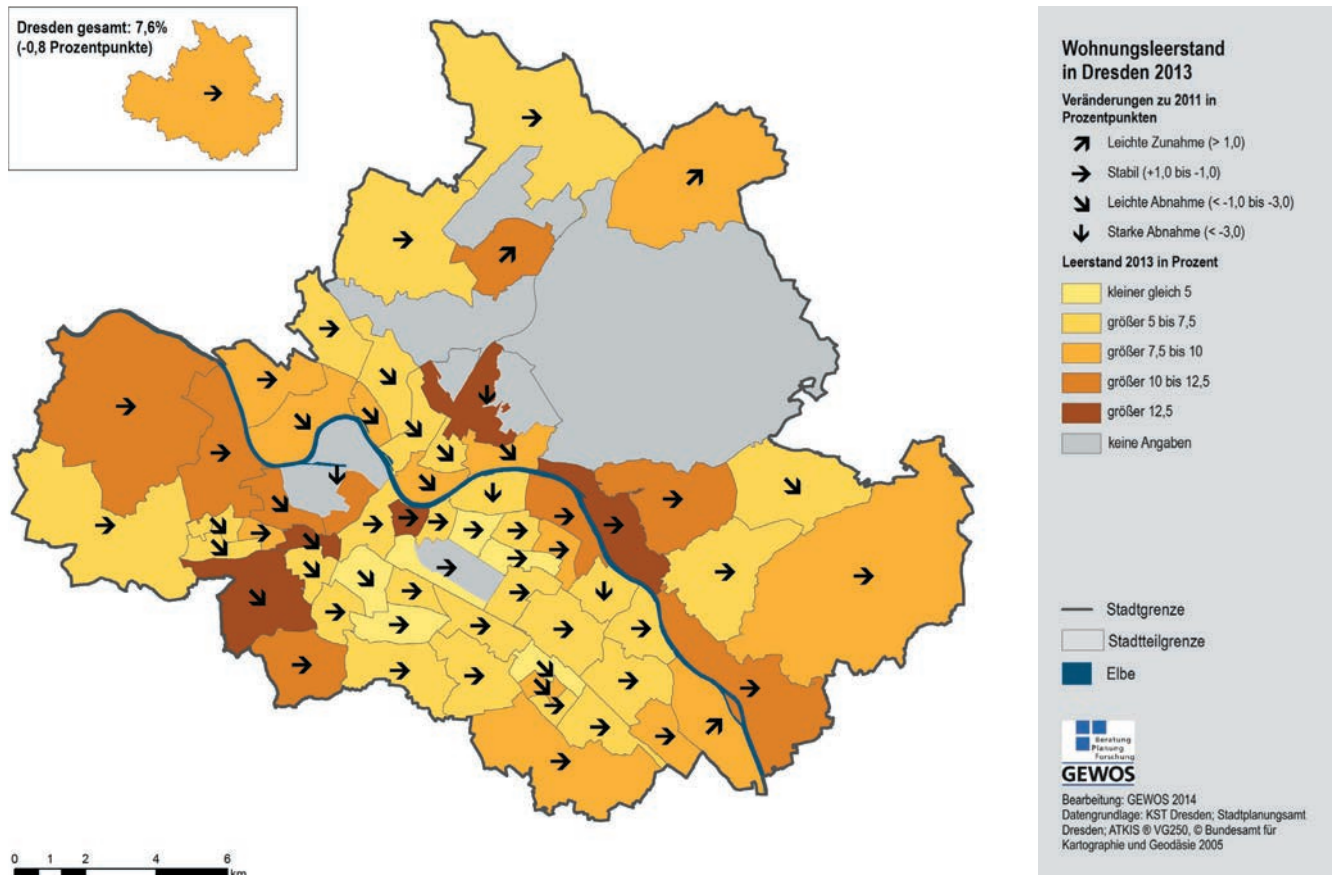 Dresden gesamt: 7,6%
(-0,8 Prozentpunkte)
Wohnungsleerstand
in Dresden 2013
Veränderungen zu 2011 in
Prozentpunkten
Leichte Zunahme (> 1,0)
Stabil (+1,0 bis -1,0)
Leichte Abnahme (< -1,0 bis -3,0)
Starke Abnahme (< -3,0)
Leerstand 2013 in Prozent
kleiner gleich 5
größer 5 bis 7,5
größer 7,5 bis 10
größer 10 bis 12,5
größer 12,5
keine Angaben
Stadtgrenze
Stadtteilgrenze
Elbe
Beratung
Planung
Forschung
GEWOS
Bearbeitung: GEWOS 2014
Datengrundlage: KST Dresden; Stadtplanungsamt
Dresden; ATKIS ® VG250, © Bundesamt für
Kartographie und Geodäsie 2005
0 1 2 4 6
km